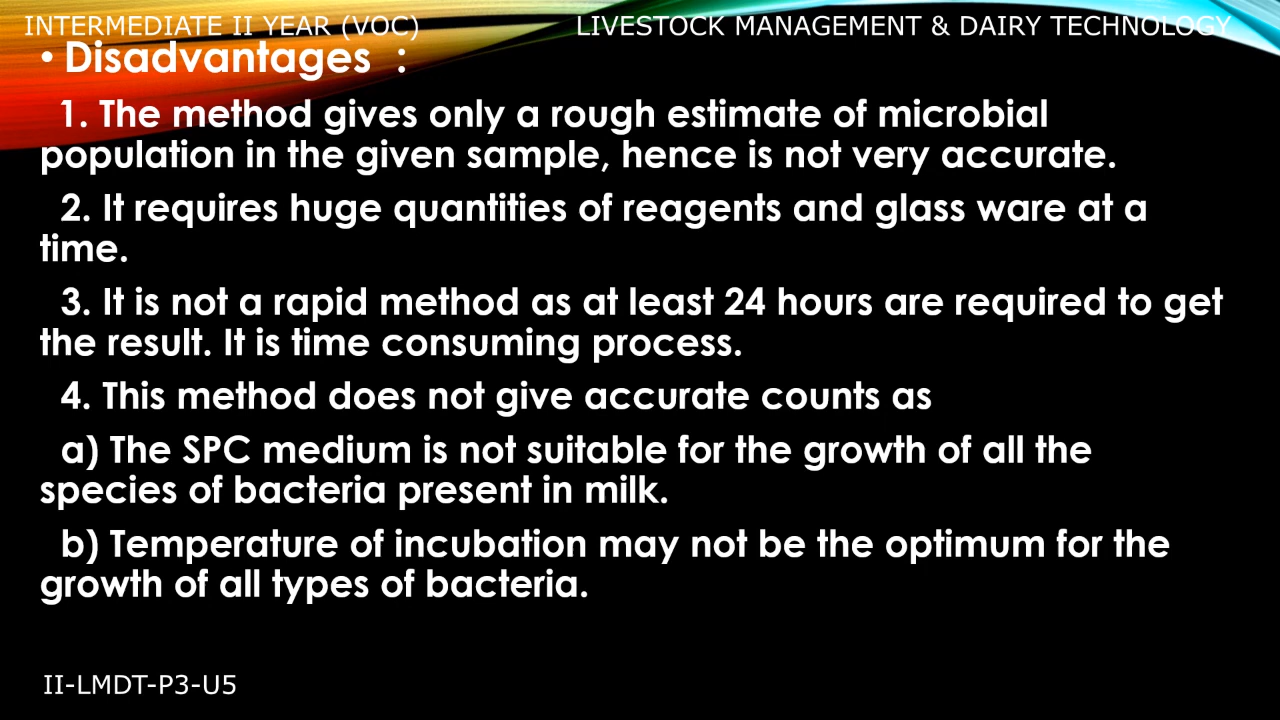 INTERMEDIATE II YEAR (VOC) LIVESTOCK MANAGEMENT & DAIRY TECHNOLOGY
• Disadvantages :
1. The method gives only a rough estimate of microbial
population in the given sample, hence is not very accurate.
2. It requires huge quantities of reagents and glass ware at a
time.
3. It is not a rapid method as at least 24 hours are required to get
the result. It is time consuming process.
4. This method does not give accurate counts as
a) The SPC medium is not suitable for the growth of all the
species of bacteria present in milk.
b) Temperature of incubation may not be the optimum for the
growth of all types of bacteria.
II-LMDT-P3-U5